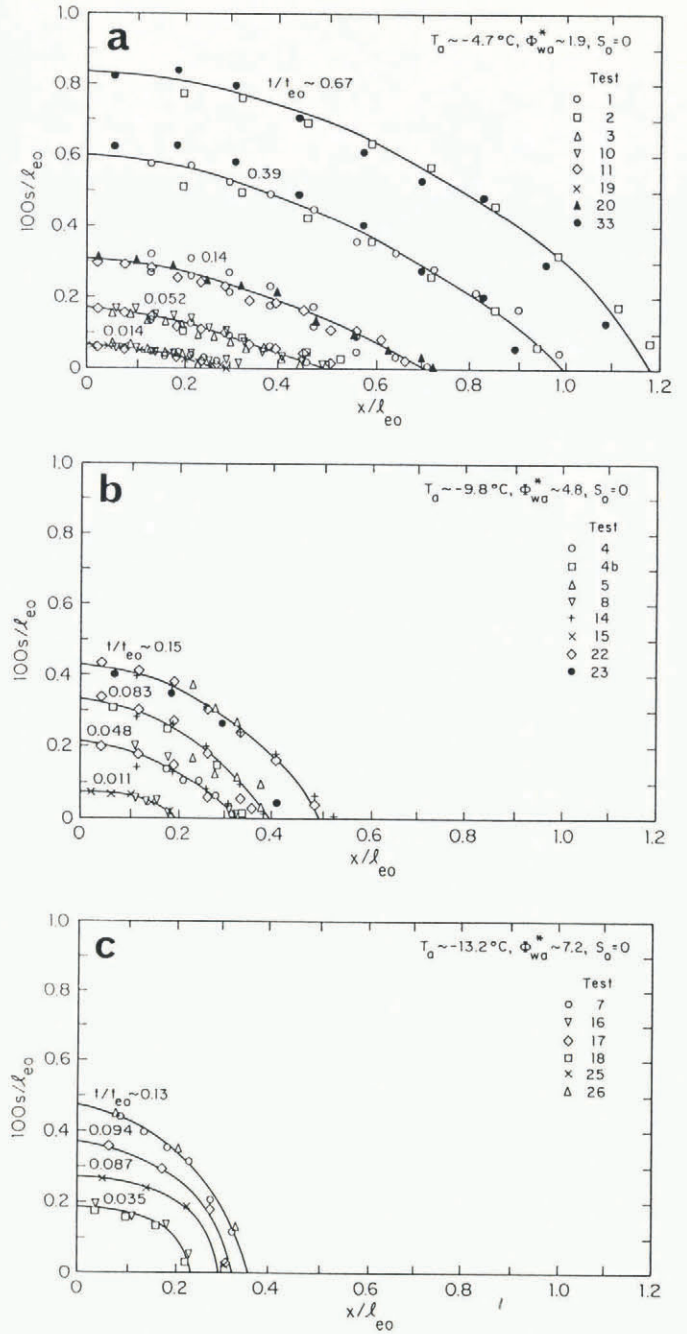 a
T_a ~ -4.7 °C, Φ*_wa ~ 1.9, S_o = 0
Test
○ 1
□ 2
△ 3
▽ 10
◇ 11
× 19
▲ 20
● 33
t/t_eo ~ 0.67
0.39
0.14
0.052
0.014
100s/ℓ_eo
1.0
0.8
0.6
0.4
0.2
0
0 0.2 0.4 0.6 0.8 1.0 1.2
x/ℓ_eo
b
T_a ~ -9.8 °C, Φ*_wa ~ 4.8, S_o = 0
Test
○ 4
□ 4b
△ 5
▽ 8
+ 14
× 15
◇ 22
● 23
t/t_eo ~ 0.15
0.083
0.048
0.011
100s/ℓ_eo
1.0
0.8
0.6
0.4
0.2
0
0 0.2 0.4 0.6 0.8 1.0 1.2
x/ℓ_eo
c
T_a ~ -13.2 °C, Φ*_wa ~ 7.2, S_o = 0
Test
○ 7
▽ 16
◇ 17
□ 18
× 25
△ 26
t/t_eo ~ 0.13
0.094
0.087
0.035
100s/ℓ_eo
1.0
0.8
0.6
0.4
0.2
0
0 0.2 0.4 0.6 0.8 1.0 1.2
x/ℓ_eo